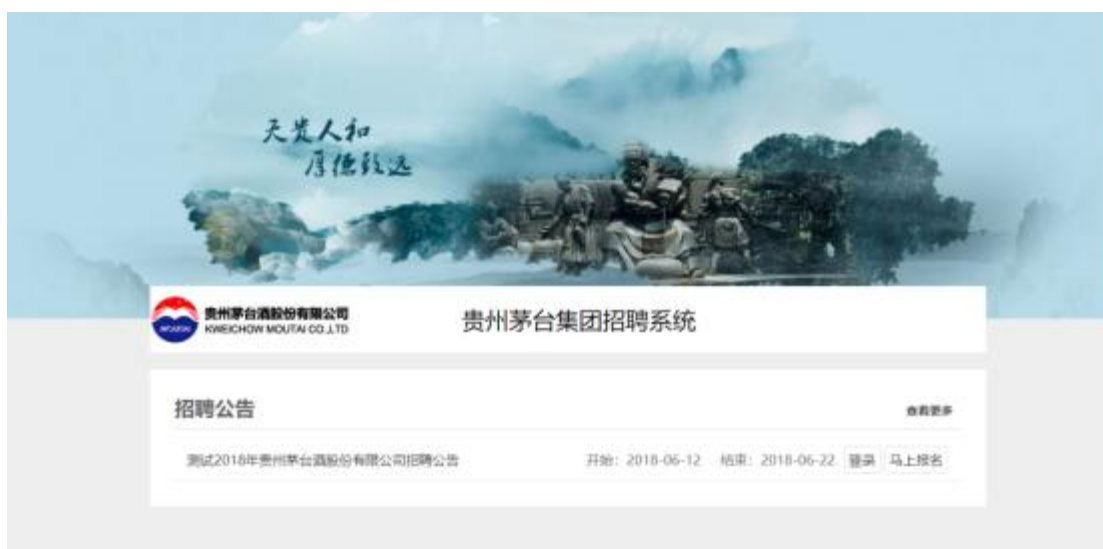 天贵人和
厚德致远
MOUTAI
贵州茅台酒股份有限公司
KWEICHOW MOUTAI CO.,LTD
贵州茅台集团招聘系统
招聘公告
查看更多
测试2018年贵州茅台酒股份有限公司招聘公告 开始：2018-06-12 结束：2018-06-22 登录 马上报名